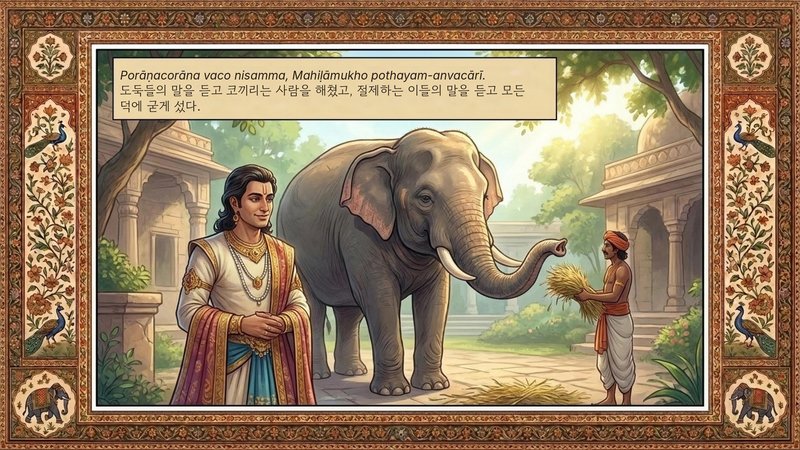 Porāṇacorāna vaco nisamma, Mahiḷāmukho pothayam-anvacārī.
도둑들의 말을 듣고 코끼리는 사람을 해쳤고, 절제하는 이들의 말을 듣고 모든
덕에 굳게 섰다.